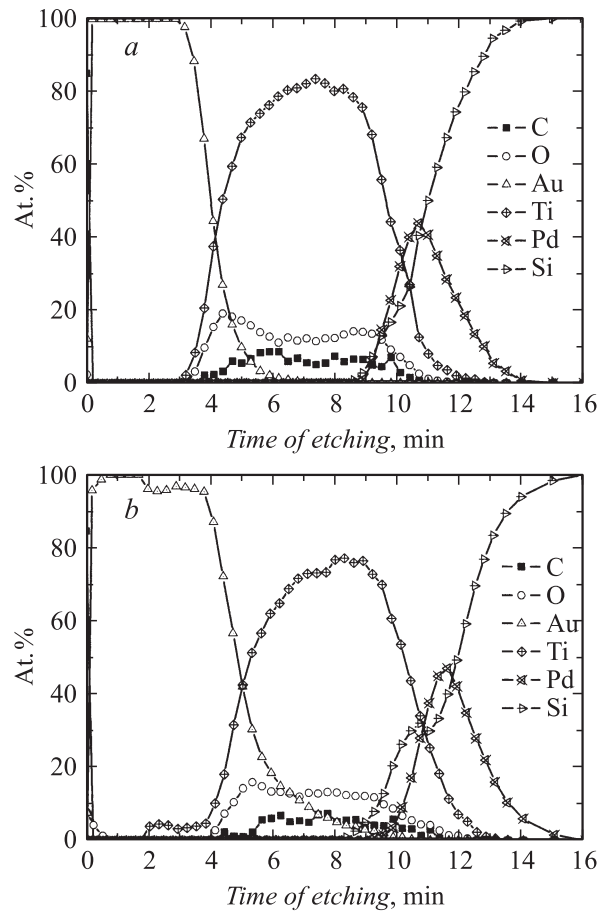 100
a
80
C
O
60
Au
Ti
At.%
40
Pd
Si
20
0
0 2 4 6 8 10 12 14 16
Time of etching, min
100
b
80
C
O
60
Au
Ti
At.%
40
Pd
Si
20
0
0 2 4 6 8 10 12 14 16
Time of etching, min